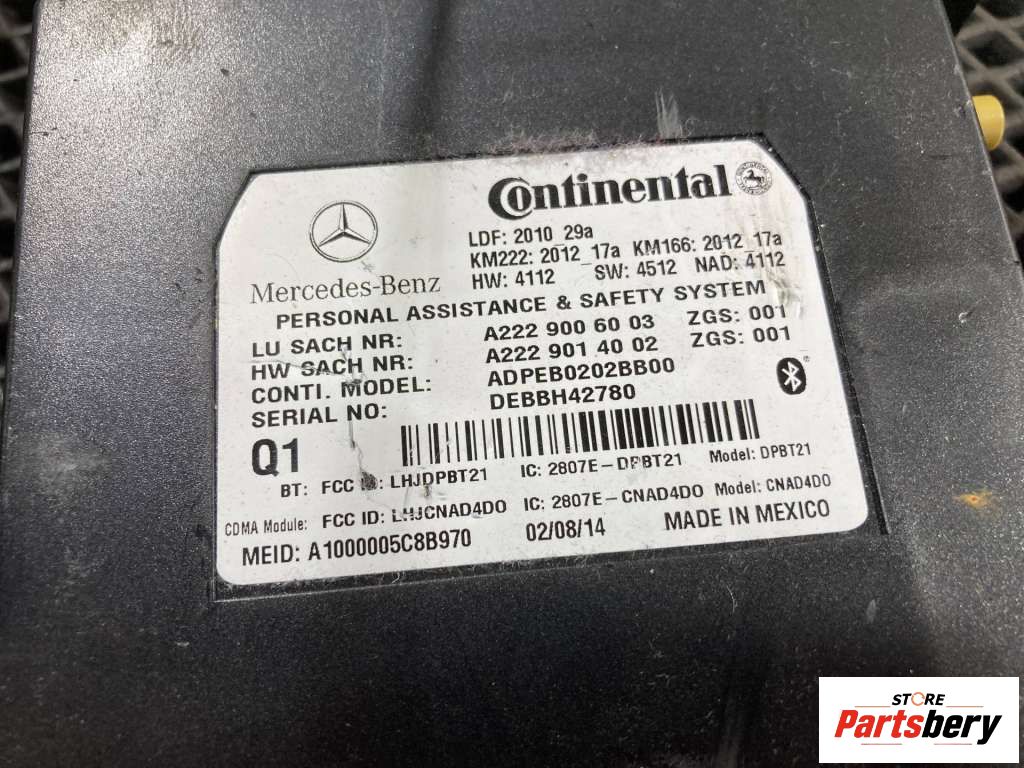 Continental
Mercedes-Benz
LDF: 2010_29a
KM222: 2012_17a KM166: 2012_17a
HW: 4112 SW: 4512 NAD: 4112
PERSONAL ASSISTANCE & SAFETY SYSTEM
LU SACH NR: A222 900 60 03 ZGS: 001
HW SACH NR: A222 901 40 02 ZGS: 001
CONTI. MODEL: ADPEB0202BB00
SERIAL NO: DEBBH42780
Q1
BT: FCC ID: LHJDPBT21 IC: 2807E-DPBT21 Model: DPBT21
CDMA Module: FCC ID: LHJCNAD4DO IC: 2807E-CNAD4DO Model: CNAD4DO
MEID: A1000005C8B970 02/08/14 MADE IN MEXICO
STORE
Partsbery